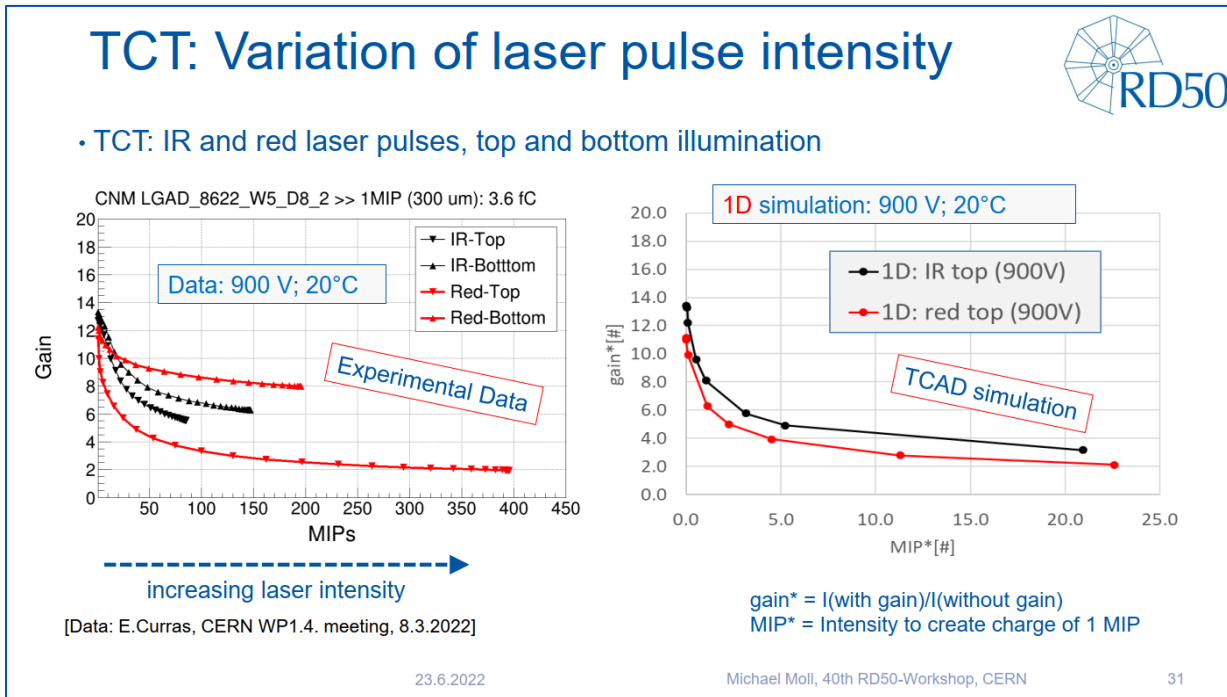 TCT: Variation of laser pulse intensity
RD50
• TCT: IR and red laser pulses, top and bottom illumination
CNM LGAD_8622_W5_D8_2 >> 1MIP (300 um): 3.6 fC
Gain
20
18
16
14
12
10
8
6
4
2
0
50
100
150
200
250
300
350
400
450
MIPs
IR-Top
IR-Botttom
Red-Top
Red-Bottom
Data: 900 V; 20°C
Experimental Data
increasing laser intensity
[Data: E.Curras, CERN WP1.4. meeting, 8.3.2022]
1D simulation: 900 V; 20°C
gain*[#]
20.0
18.0
16.0
14.0
12.0
10.0
8.0
6.0
4.0
2.0
0.0
0.0
5.0
10.0
15.0
20.0
25.0
MIP*[#]
1D: IR top (900V)
1D: red top (900V)
TCAD simulation
gain* = I(with gain)/I(without gain)
MIP* = Intensity to create charge of 1 MIP
23.6.2022
Michael Moll, 40th RD50-Workshop, CERN
31